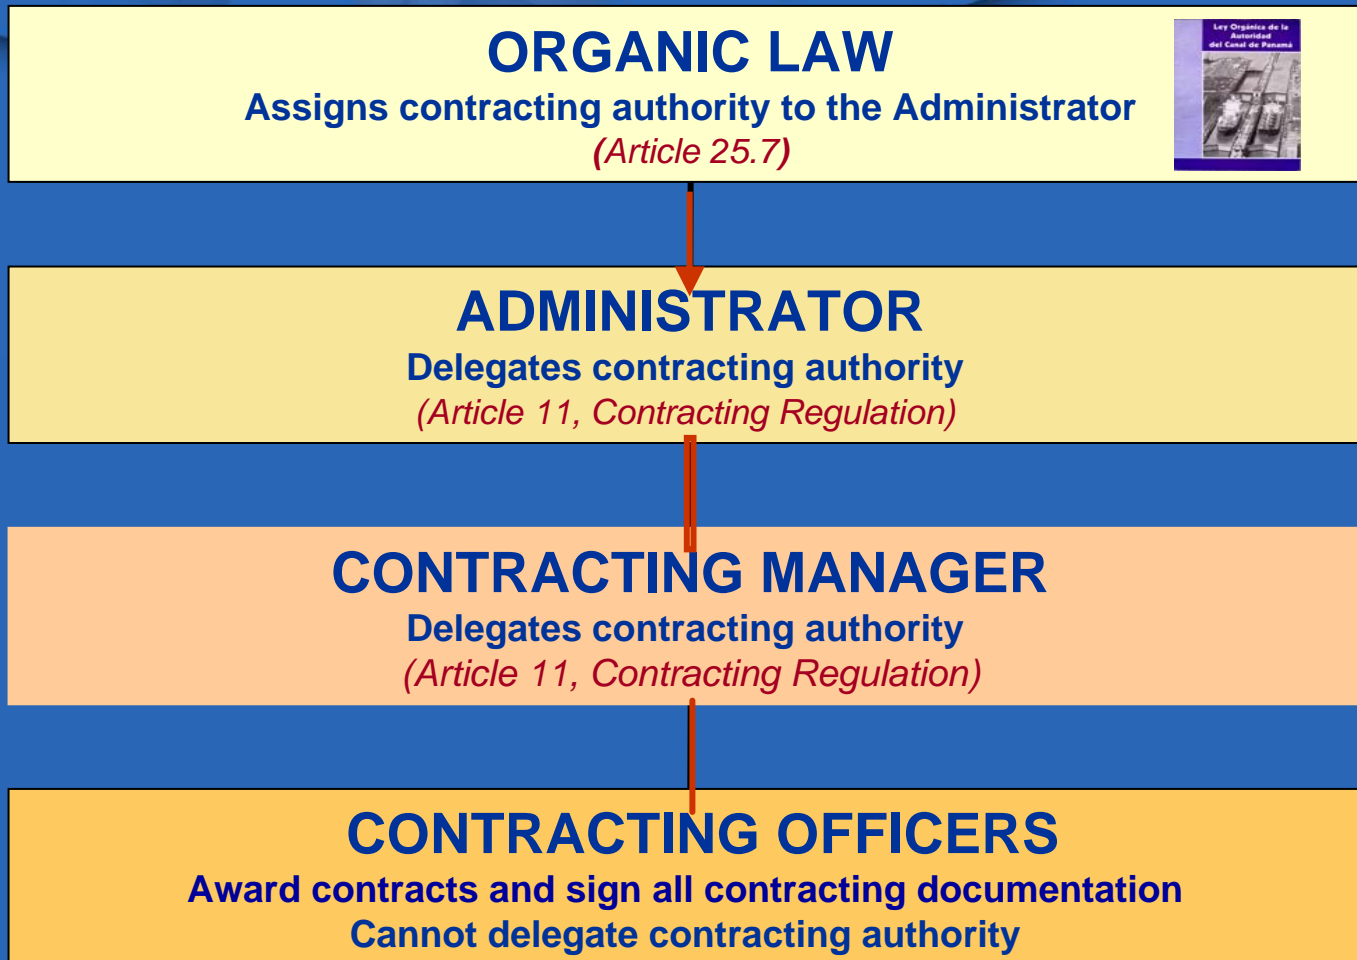 ORGANIC LAW
Assigns contracting authority to the Administrator
(Article 25.7)
Ley Orgánica de la
Autoridad
del Canal de Panamá
ADMINISTRATOR
Delegates contracting authority
(Article 11, Contracting Regulation)
CONTRACTING MANAGER
Delegates contracting authority
(Article 11, Contracting Regulation)
CONTRACTING OFFICERS
Award contracts and sign all contracting documentation
Cannot delegate contracting authority